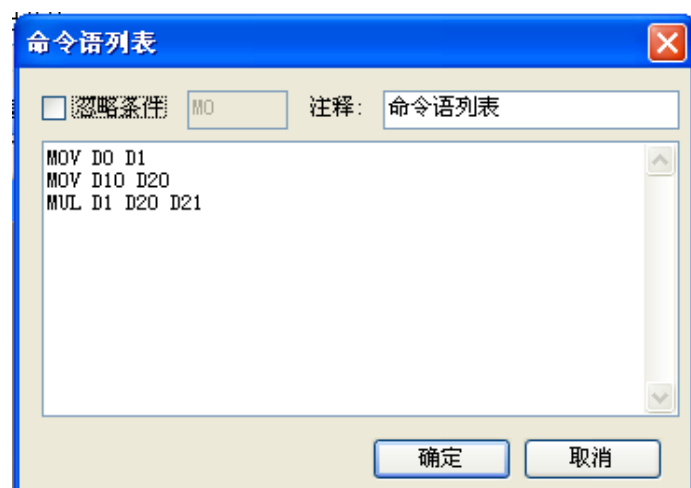 命令语列表
忽略条件 M0 注释: 命令语列表
MOV D0 D1
MOV D10 D20
MUL D1 D20 D21
确定 取消